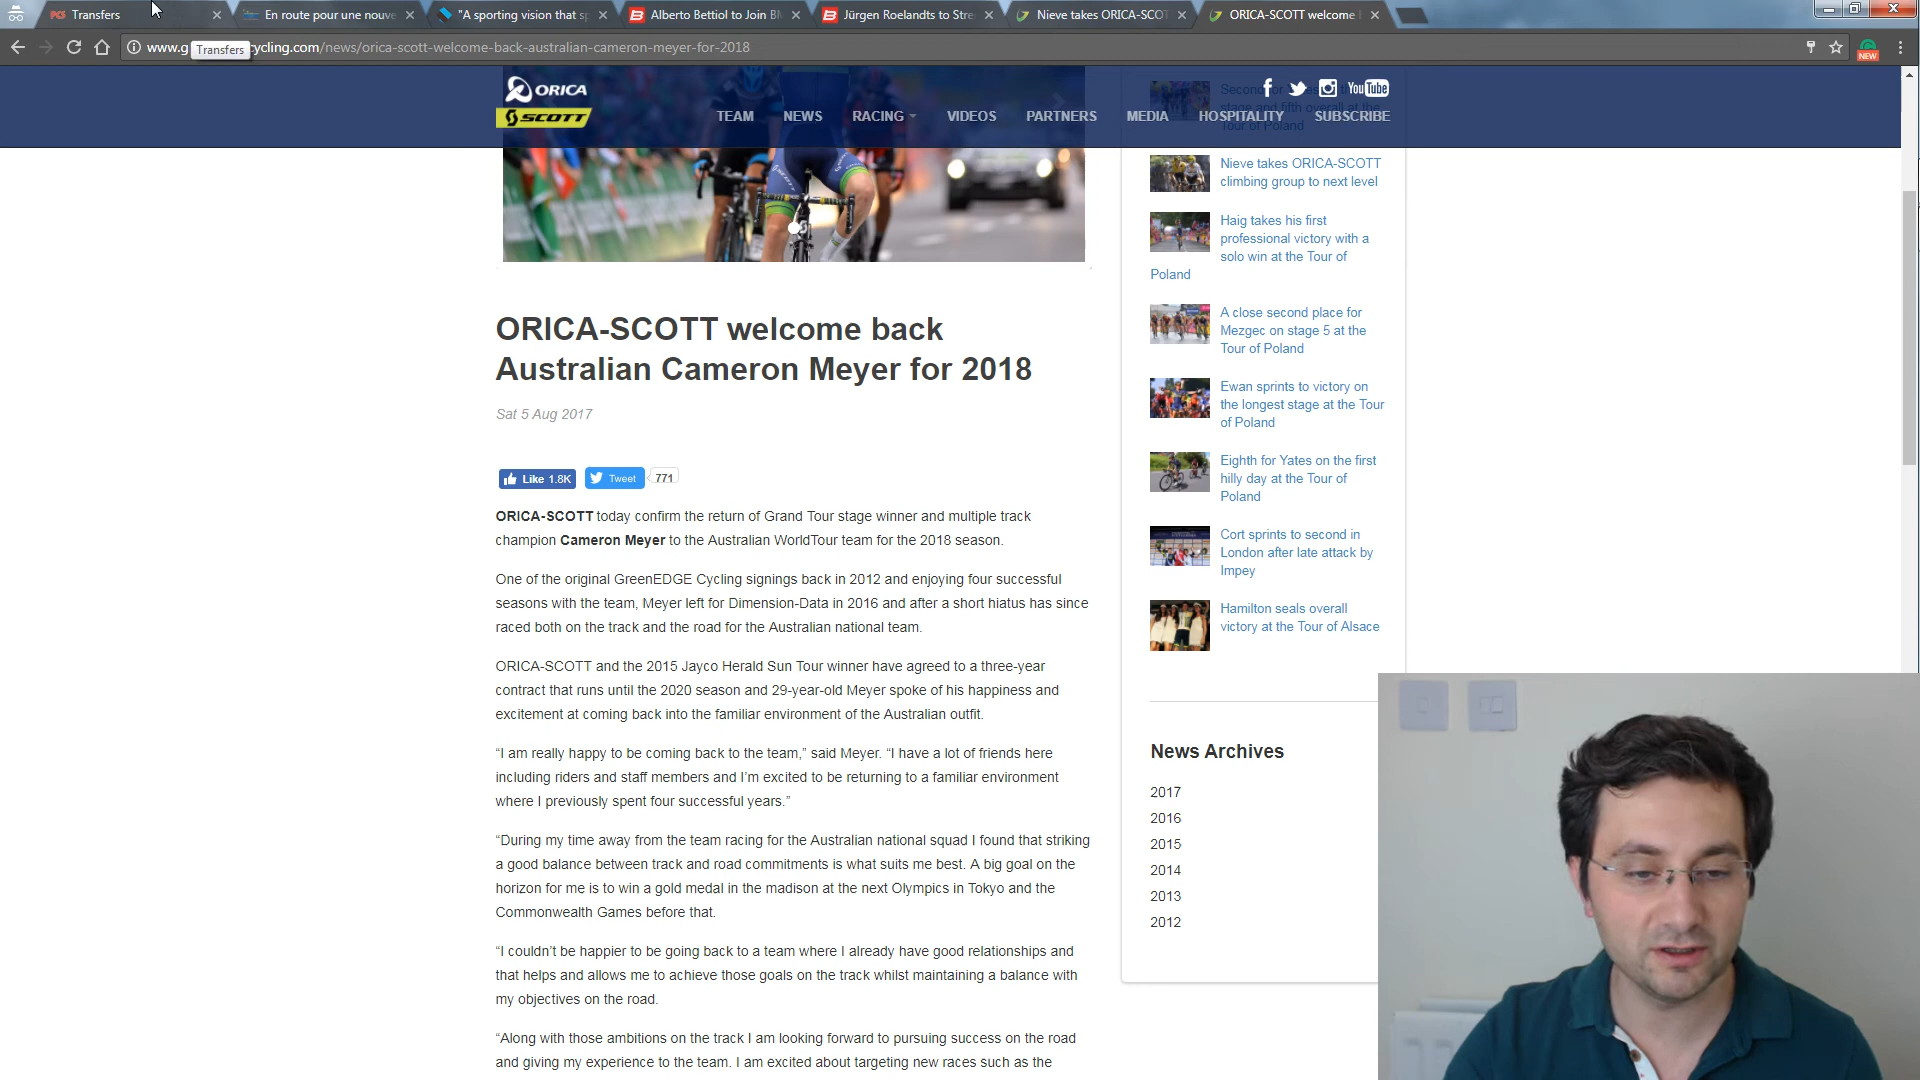 Transfers
En route pour une nouve
"A sporting vision that sp
Alberto Bettiol to Join BM
Jürgen Roelandts to Stre
Nieve takes ORICA-SCOT
ORICA-SCOTT welcome
www.g
cycling.com/news/orica-scott-welcome-back-australian-cameron-meyer-for-2018
Transfers
NEW
ORICA
SCOTT
YouTube
TEAM
NEWS
RACING
VIDEOS
PARTNERS
MEDIA
HOSPITALITY
SUBSCRIBE
stage and fifth overall at the
Tour of Poland
Nieve takes ORICA-SCOTT
climbing group to next level
Haig takes his first
professional victory with a
solo win at the Tour of
Poland
A close second place for
Mezgec on stage 5 at the
Tour of Poland
Ewan sprints to victory on
the longest stage at the Tour
of Poland
Eighth for Yates on the first
hilly day at the Tour of
Poland
Cort sprints to second in
London after late attack by
Impey
Hamilton seals overall
victory at the Tour of Alsace
News Archives
2017
2016
2015
2014
2013
2012
ORICA-SCOTT welcome back
Australian Cameron Meyer for 2018
Sat 5 Aug 2017
Like 1.8K
Tweet
771
ORICA-SCOTT today confirm the return of Grand Tour stage winner and multiple track
champion Cameron Meyer to the Australian WorldTour team for the 2018 season.
One of the original GreenEDGE Cycling signings back in 2012 and enjoying four successful
seasons with the team, Meyer left for Dimension-Data in 2016 and after a short hiatus has since
raced both on the track and the road for the Australian national team.
ORICA-SCOTT and the 2015 Jayco Herald Sun Tour winner have agreed to a three-year
contract that runs until the 2020 season and 29-year-old Meyer spoke of his happiness and
excitement at coming back into the familiar environment of the Australian outfit.
“I am really happy to be coming back to the team,” said Meyer. “I have a lot of friends here
including riders and staff members and I’m excited to be returning to a familiar environment
where I previously spent four successful years.”
“During my time away from the team racing for the Australian national squad I found that striking
a good balance between track and road commitments is what suits me best. A big goal on the
horizon for me is to win a gold medal in the madison at the next Olympics in Tokyo and the
Commonwealth Games before that.
“I couldn’t be happier to be going back to a team where I already have good relationships and
that helps and allows me to achieve those goals on the track whilst maintaining a balance with
my objectives on the road.
“Along with those ambitions on the track I am looking forward to pursuing success on the road
and giving my experience to the team. I am excited about targeting new races such as the